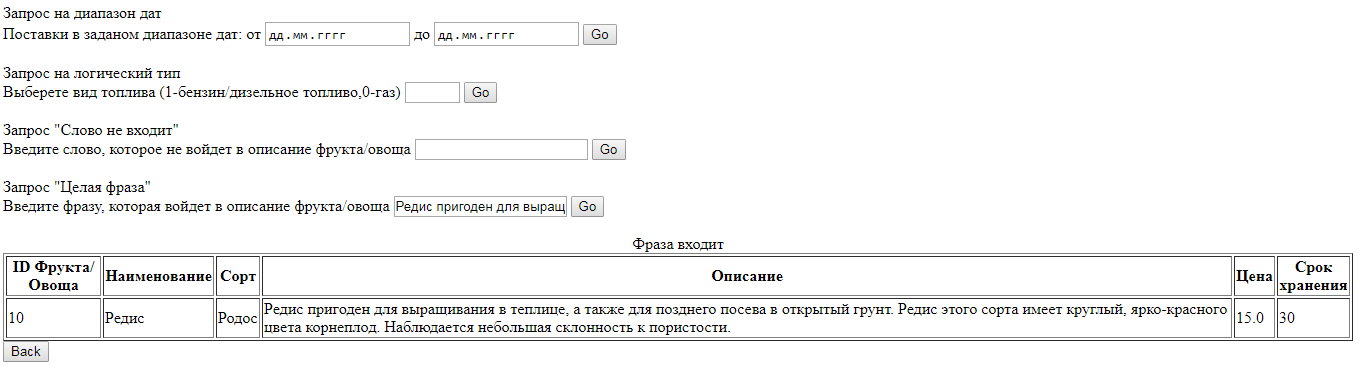 Запрос на диапазон дат
Поставки в заданом диапазоне дат: от дд.мм.гггг до дд.мм.гггг Go
Запрос на логический тип
Выберете вид топлива (1-бензин/дизельное топливо,0-газ) Go
Запрос "Слово не входит"
Введите слово, которое не войдет в описание фрукта/овоща Go
Запрос "Целая фраза"
Введите фразу, которая войдет в описание фрукта/овоща Редис пригоден для выращ Go
Фраза входит
ID Фрукта/ Наименование Сорт Описание Цена Срок
Овоща хранения
10 Редис Родос Редис пригоден для выращивания в теплице, а также для позднего посева в открытый грунт. Редис этого сорта имеет круглый, ярко-красного 15.0 30
цвета корнеплод. Наблюдается небольшая склонность к пористости.
Back